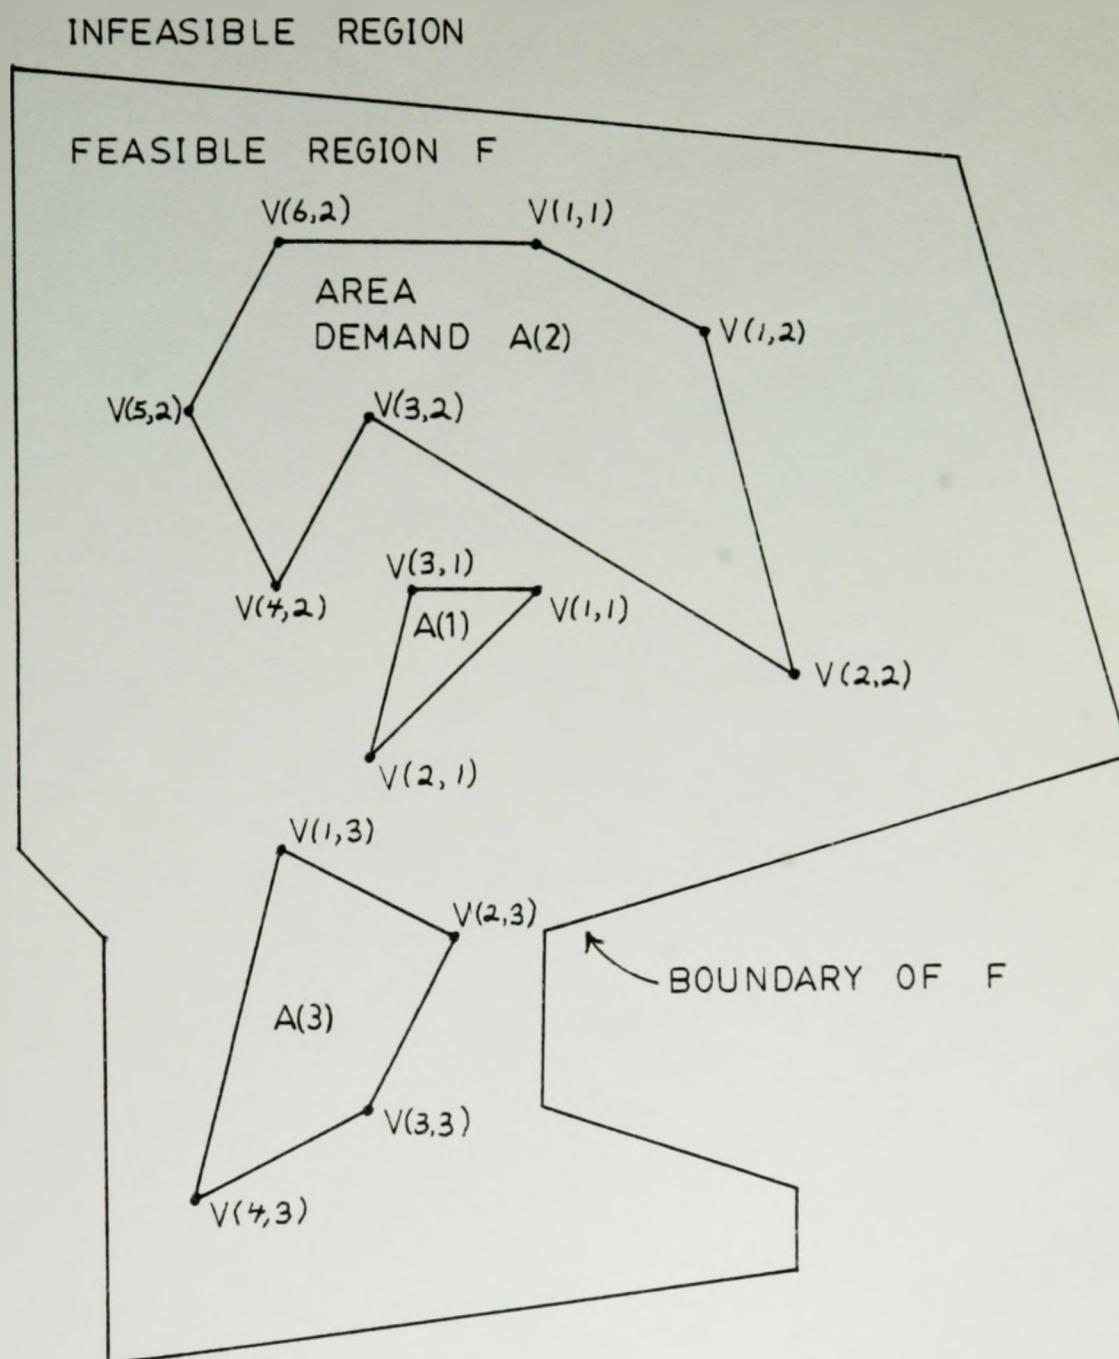 INFEASIBLE REGION
FEASIBLE REGION F
V(6,2)
V(1,1)
AREA
DEMAND A(2)
V(1,2)
V(5,2)
V(3,2)
V(3,1)
V(4,2)
A(1)
V(1,1)
V(2,2)
V(2,1)
V(1,3)
V(2,3)
BOUNDARY OF F
A(3)
V(3,3)
V(4,3)